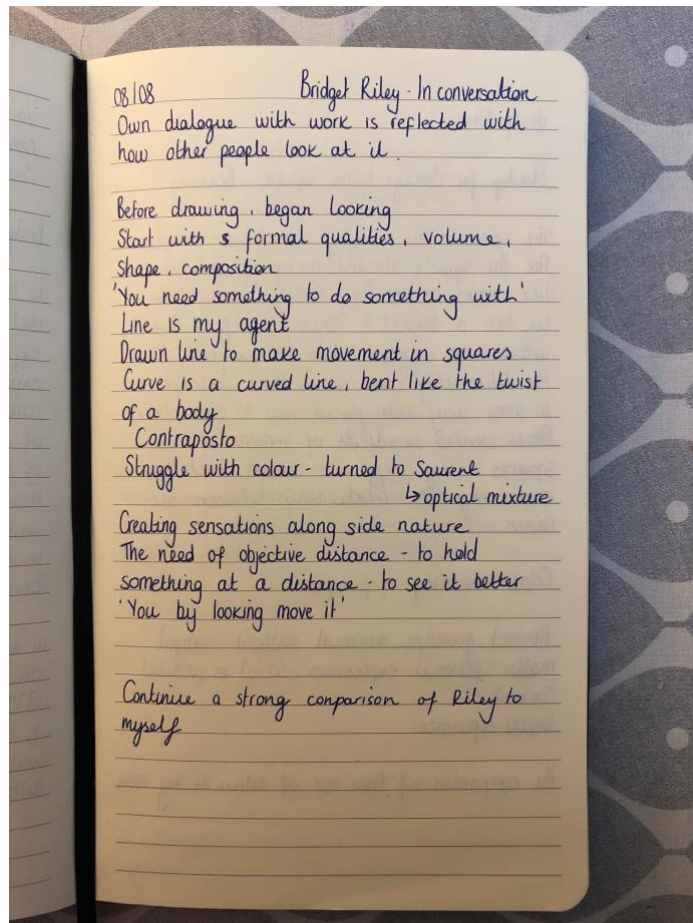 08/08 Bridget Riley - In conversation
Own dialogue with work is reflected with
how other people look at it.
Before drawing, began looking
Start with s formal qualities, volume,
shape, composition
'You need something to do something with'
Line is my agent
Drawn line to make movement in squares
Curve is a curved line, bent like the twist
of a body
Contraposto
Struggle with colour - turned to Saurent
↳ optical mixture
Creating sensations along side nature
The need of objective distance - to hold
something at a distance - to see it better
'You by looking move it'
Continue a strong conparison of Riley to
myself